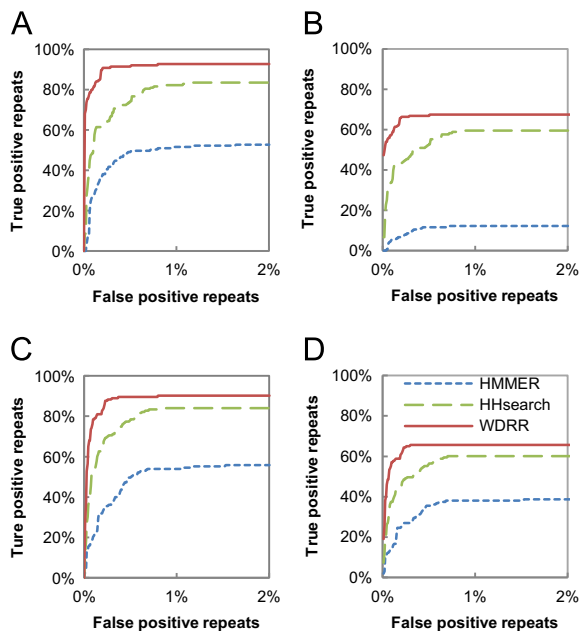 A
100%
80%
60%
40%
20%
0%
True positive repeats
0%
1%
2%
False positive repeats
B
100%
80%
60%
40%
20%
0%
True positive repeats
0%
1%
2%
False positive repeats
C
100%
80%
60%
40%
20%
0%
Ture positive repeats
0%
1%
2%
False positive repeats
D
100%
80%
60%
40%
20%
0%
True positive repeats
HMMER
HHsearch
WDRR
0%
1%
2%
False positive repeats